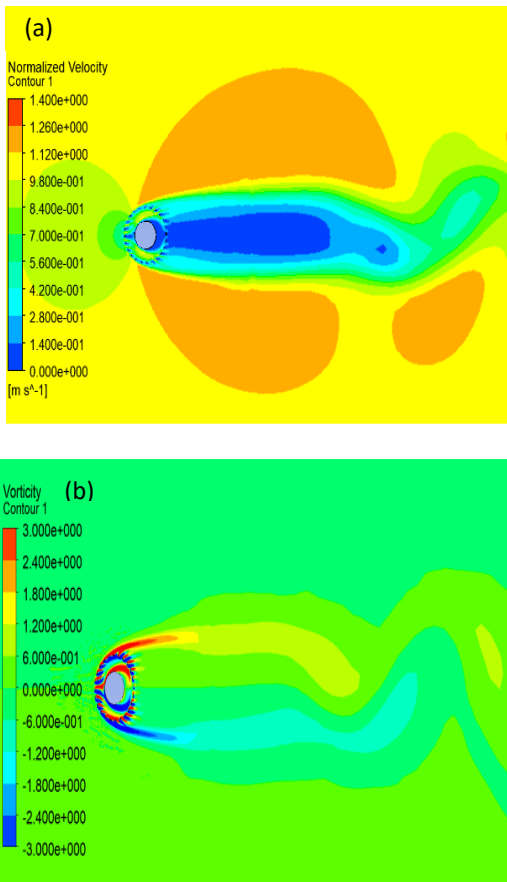 (a)
Normalized Velocity
Contour 1
1.400e+000
1.260e+000
1.120e+000
9.800e-001
8.400e-001
7.000e-001
5.600e-001
4.200e-001
2.800e-001
1.400e-001
0.000e+000
[m s^-1]
Vorticity (b)
Contour 1
3.000e+000
2.400e+000
1.800e+000
1.200e+000
6.000e-001
0.000e+000
-6.000e-001
-1.200e+000
-1.800e+000
-2.400e+000
-3.000e+000